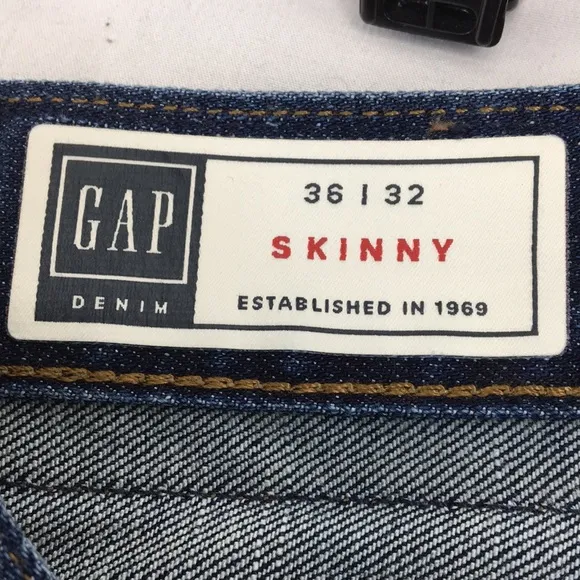 GAP
DENIM
36 | 32
SKINNY
ESTABLISHED IN 1969